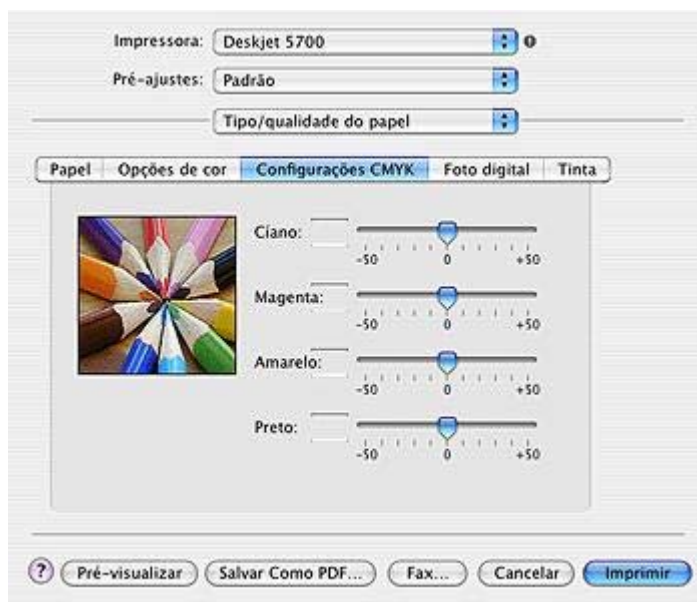 Impressora: Deskjet 5700
Pré-ajustes: Padrão
Tipo/qualidade do papel
Papel Opções de cor Configurações CMYK Foto digital Tinta
Cíano:
-50 0 +50
Magenta:
-50 0 +50
Amarelo:
-50 0 +50
Preto:
-50 0 +50
? Pré-visualizar Salvar Como PDF... Fax... Cancelar Imprimir